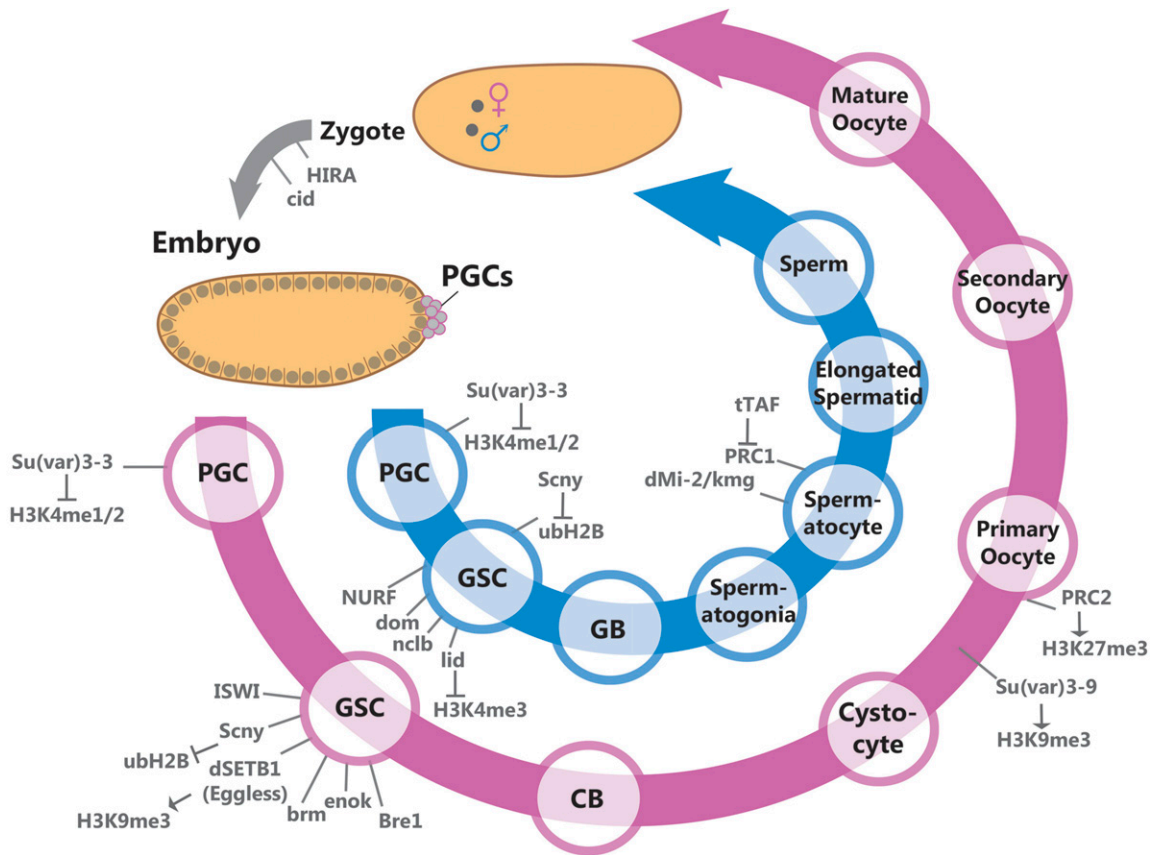 Mature
Oocyte
♀
♂
Zygote
HIRA
cid
Embryo
PGCs
Sperm
Secondary
Oocyte
Elongated
Spermatid
Su(var)3-3
H3K4me1/2
tTAF
PRC1
dMi-2/kmg
Su(var)3-3
H3K4me1/2
PGC
PGC
Scny
ubH2B
Sperm-
atocyte
Primary
Oocyte
GSC
NURF
dom
nclb
lid
H3K4me3
GB
Sperm-
atogonia
PRC2
H3K27me3
Su(var)3-9
H3K9me3
ISWI
Scny
ubH2B
dSETB1
(Eggless)
H3K9me3
brm
enok
Bre1
GSC
CB
Cysto-
cyte